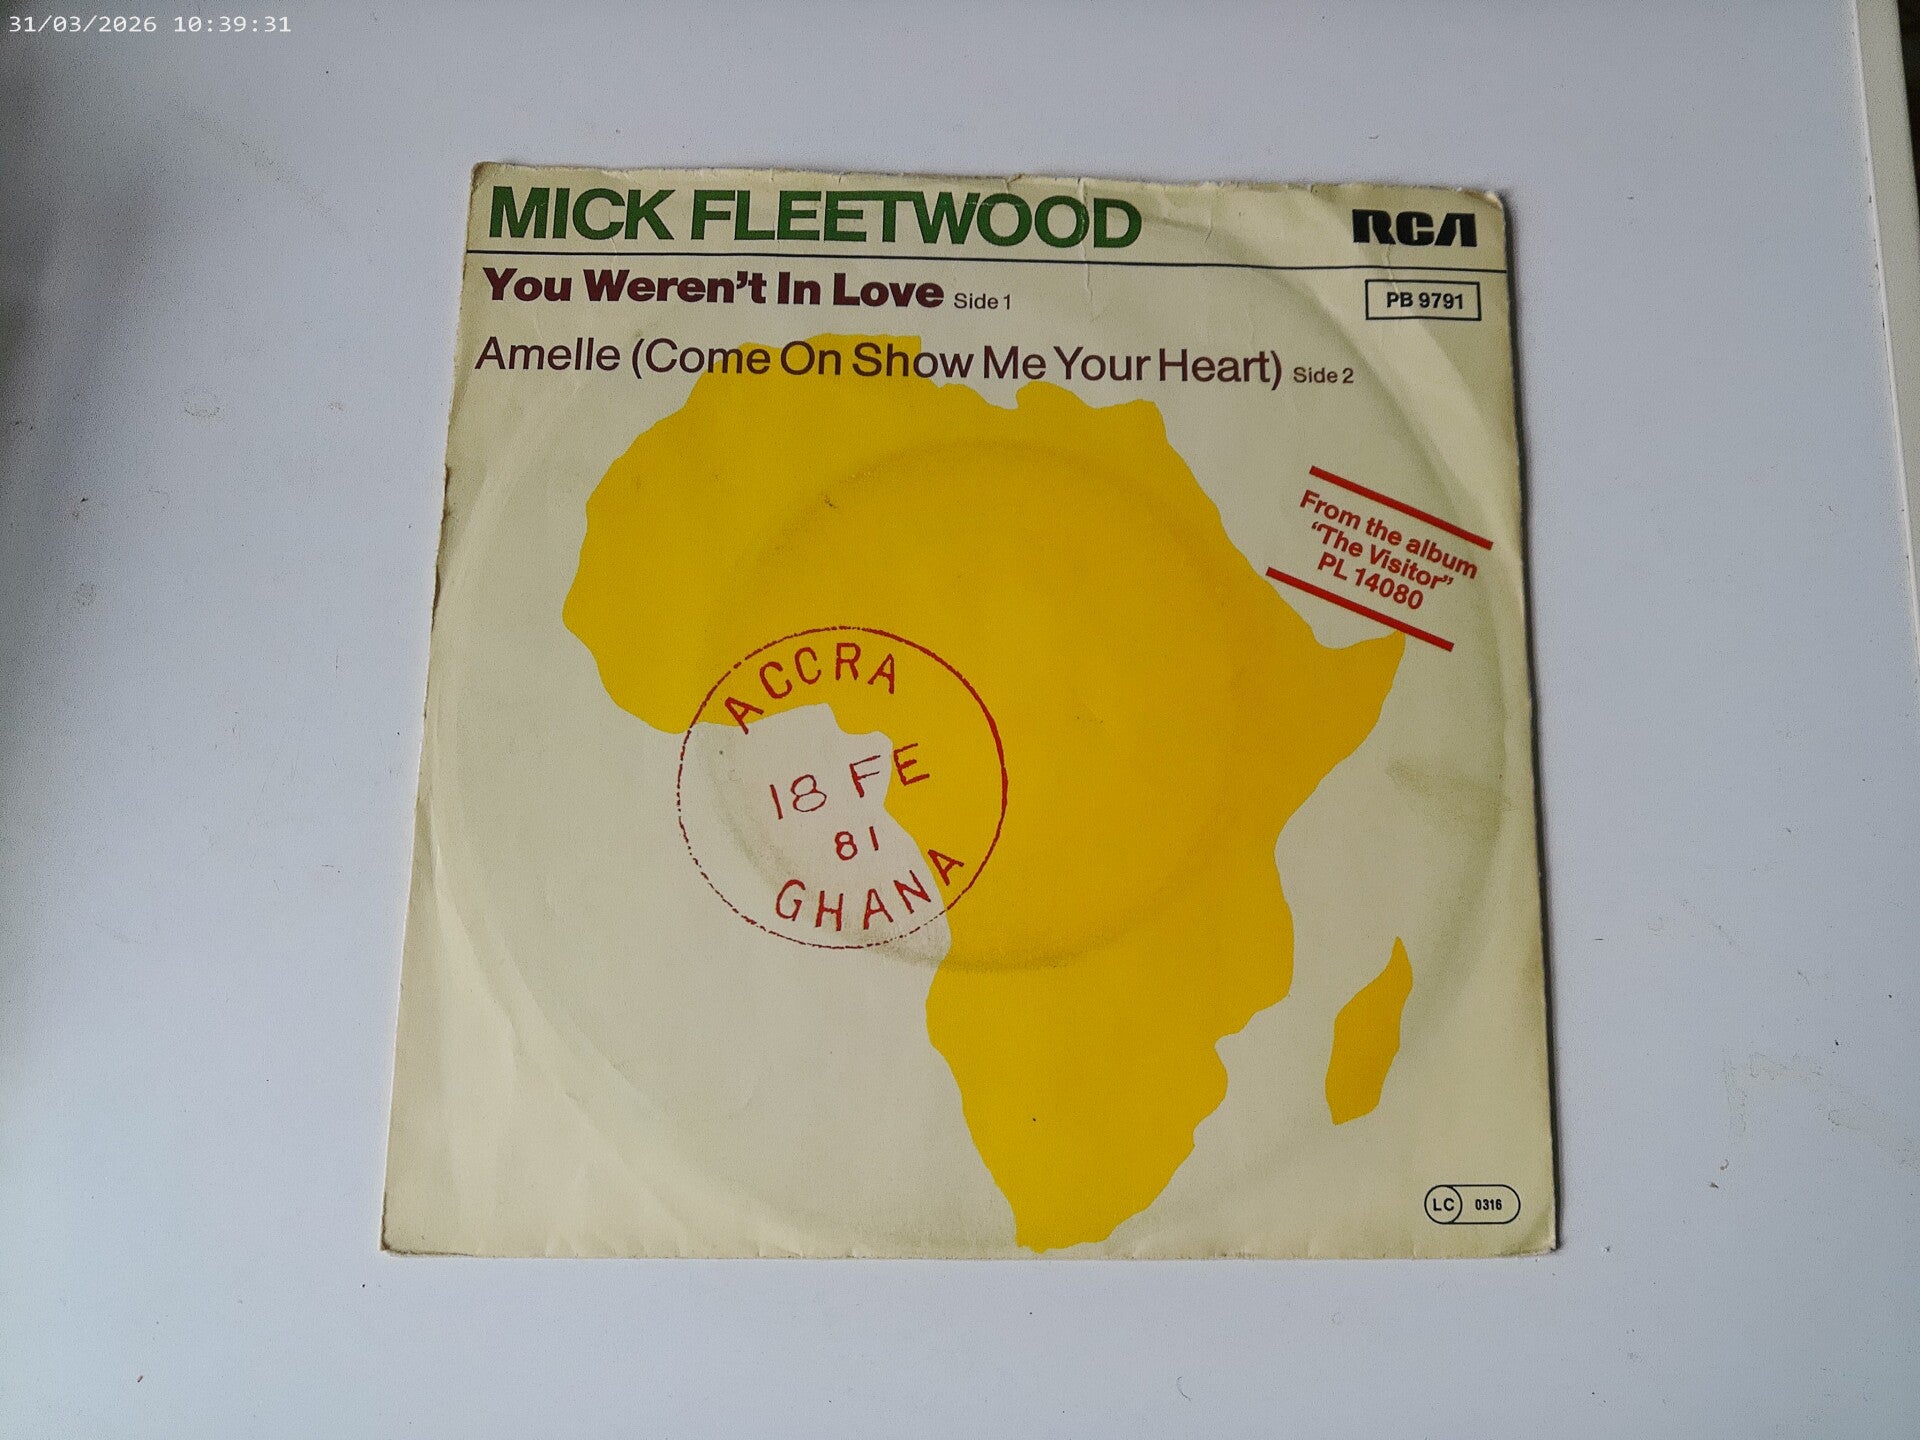 31/03/2026 10:39:31
MICK FLEETWOOD
RCA
You Weren't In Love Side 1
PB 9791
Amelle (Come On Show Me Your Heart) Side 2
From the album
"The Visitor"
PL 14080
ACCRA
18 FE
81
GHANA
LC 0316